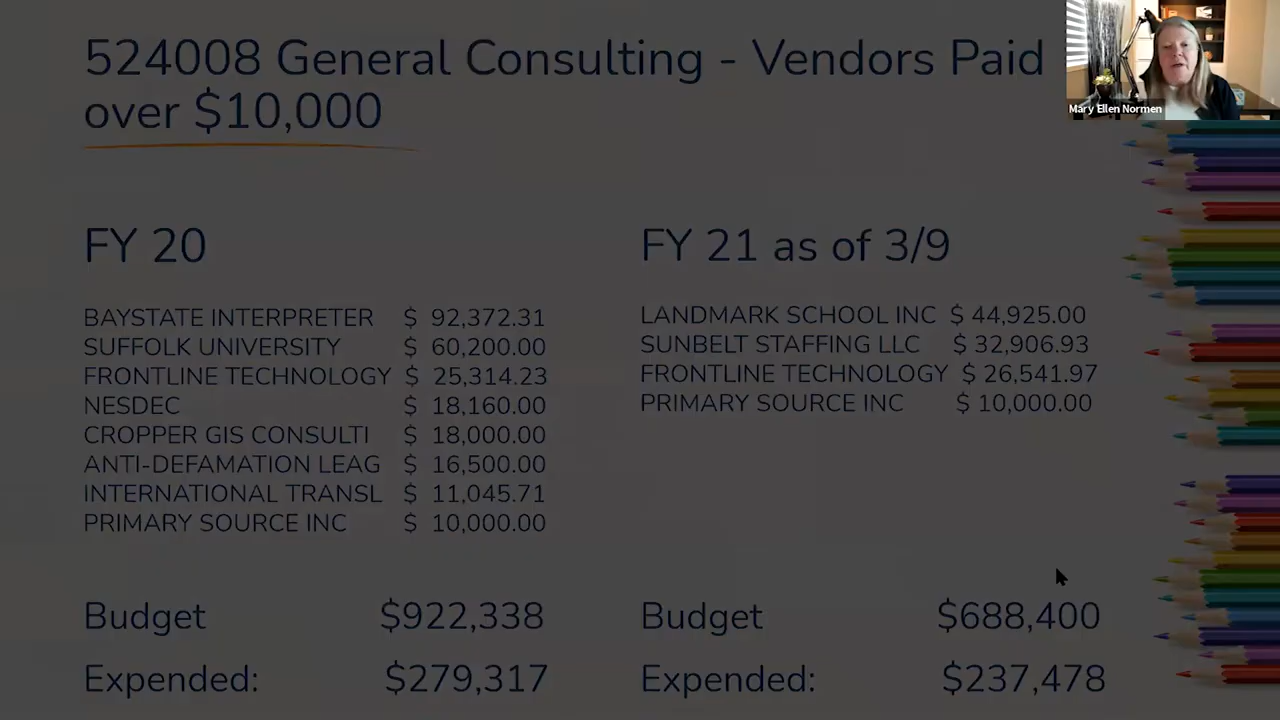 524008 General Consulting - Vendors Paid
over $10,000
Mary Ellen Normen
FY 20
BAYSTATE INTERPRETER $ 92,372.31
SUFFOLK UNIVERSITY $ 60,200.00
FRONTLINE TECHNOLOGY $ 25,314.23
NESDEC $ 18,160.00
CROPPER GIS CONSULTI $ 18,000.00
ANTI-DEFAMATION LEAG $ 16,500.00
INTERNATIONAL TRANSL $ 11,045.71
PRIMARY SOURCE INC $ 10,000.00
Budget $922,338
Expended: $279,317
FY 21 as of 3/9
LANDMARK SCHOOL INC $ 44,925.00
SUNBELT STAFFING LLC $ 32,906.93
FRONTLINE TECHNOLOGY $ 26,541.97
PRIMARY SOURCE INC $ 10,000.00
Budget $688,400
Expended: $237,478